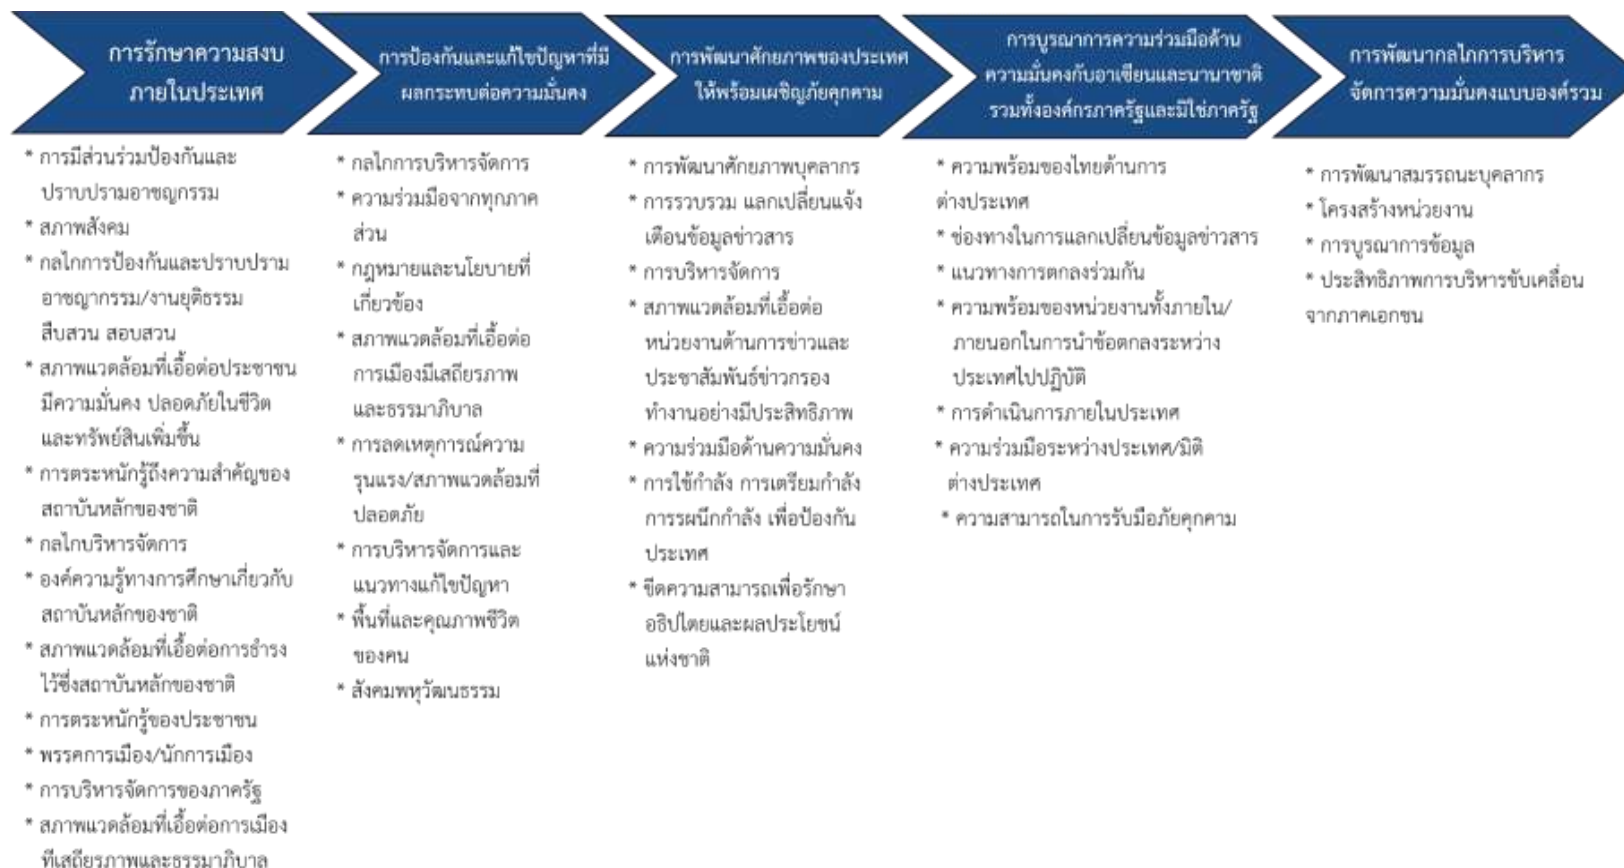 การรักษาความสงบ
ภายในประเทศ
* การมีส่วนร่วมป้องกันและ
ปราบปรามอาชญกรรม
* สภาพสังคม
* กลไกการป้องกันและปราบปราม
อาชญากรรม/งานยุติธรรม
สืบสวน สอบสวน
* สภาพแวดล้อมที่เอื้อต่อประชาชน
มีความมั่นคง ปลอดภัยในชีวิต
และทรัพย์สินเพิ่มขึ้น
* การตระหนักรู้ถึงความสำคัญของ
สถาบันหลักของชาติ
* กลไกบริหารจัดการ
* องค์ความรู้ทางการศึกษาเกี่ยวกับ
สถาบันหลักของชาติ
* สภาพแวดล้อมที่เอื้อต่อการธำรง
ไว้ซึ่งสถาบันหลักของชาติ
* การตระหนักรู้ของประชาชน
* พรรคการเมือง/นักการเมือง
* การบริหารจัดการของภาครัฐ
* สภาพแวดล้อมที่เอื้อต่อการเมือง
ที่เสถียรภาพและธรรมาภิบาล
การป้องกันและแก้ไขปัญหาที่มี
ผลกระทบต่อความมั่นคง
* กลไกการบริหารจัดการ
* ความร่วมมือจากทุกภาค
ส่วน
* กฎหมายและนโยบายที่
เกี่ยวข้อง
* สภาพแวดล้อมที่เอื้อต่อ
การเมืองมีเสถียรภาพ
และธรรมาภิบาล
* การลดเหตุการณ์ความ
รุนแรง/สภาพแวดล้อมที่
ปลอดภัย
* การบริหารจัดการและ
แนวทางแก้ไขปัญหา
* พื้นที่และคุณภาพชีวิต
ของคน
* สังคมพหุวัฒนธรรม
การพัฒนาศักยภาพของประเทศ
ให้พร้อมเผชิญภัยคุกคาม
* การพัฒนาศักยภาพบุคลากร
* การรวบรวม แลกเปลี่ยนแจ้ง
เตือนข้อมูลข่าวสาร
* การบริหารจัดการ
* สภาพแวดล้อมที่เอื้อต่อ
หน่วยงานด้านการข่าวและ
ประชาสัมพันธ์ข่าวกรอง
ทำงานอย่างมีประสิทธิภาพ
* ความร่วมมือด้านความมั่นคง
* การใช้กำลัง การเตรียมกำลัง
การผนึกกำลัง เพื่อป้องกัน
ประเทศ
* ขีดความสามารถเพื่อรักษา
อธิปไตยและผลประโยชน์
แห่งชาติ
การบูรณาการความร่วมมือด้าน
ความมั่นคงกับอาเซียนและนานาชาติ
รวมทั้งองค์กรภาครัฐและมิใช่ภาครัฐ
* ความพร้อมของไทยด้านการ
ต่างประเทศ
* ช่องทางในการแลกเปลี่ยนข้อมูลข่าวสาร
* แนวทางการตกลงร่วมกัน
* ความพร้อมของหน่วยงานทั้งภายใน/
ภายนอกในการนำข้อตกลงระหว่าง
ประเทศไปปฏิบัติ
* การดำเนินการภายในประเทศ
* ความร่วมมือระหว่างประเทศ/มิติ
ต่างประเทศ
* ความสามารถในการรับมือภัยคุกคาม
การพัฒนากลไกการบริหาร
จัดการความมั่นคงแบบองค์รวม
* การพัฒนาสมรรถนะบุคลากร
* โครงสร้างหน่วยงาน
* การบูรณาการข้อมูล
* ประสิทธิภาพการบริหารขับเคลื่อน
จากภาคเอกชน